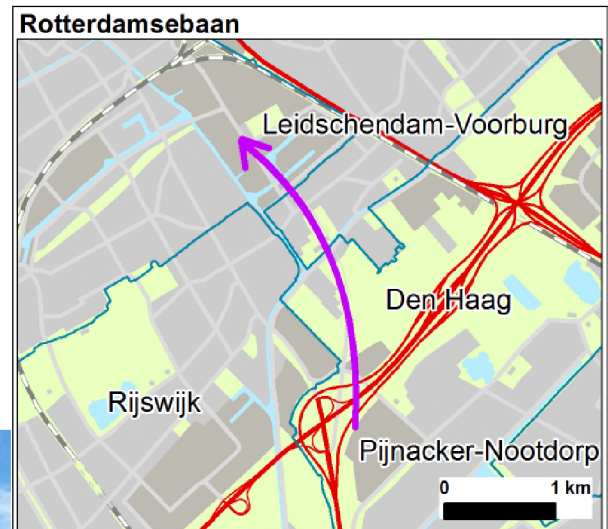 Rotterdamsebaan
Leidschendam-Voorburg
Den Haag
Rijswijk
Pijnacker-Nootdorp
0 1 km